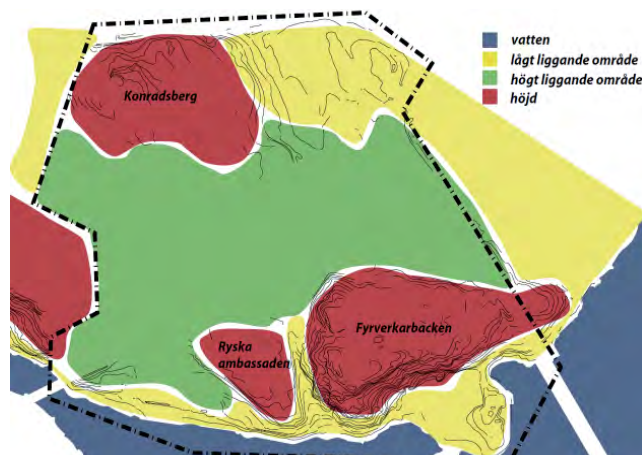 vatten
lågt liggande område
högt liggande område
höjd
Konradsberg
Fyrverkarbacken
Ryska
ambassaden